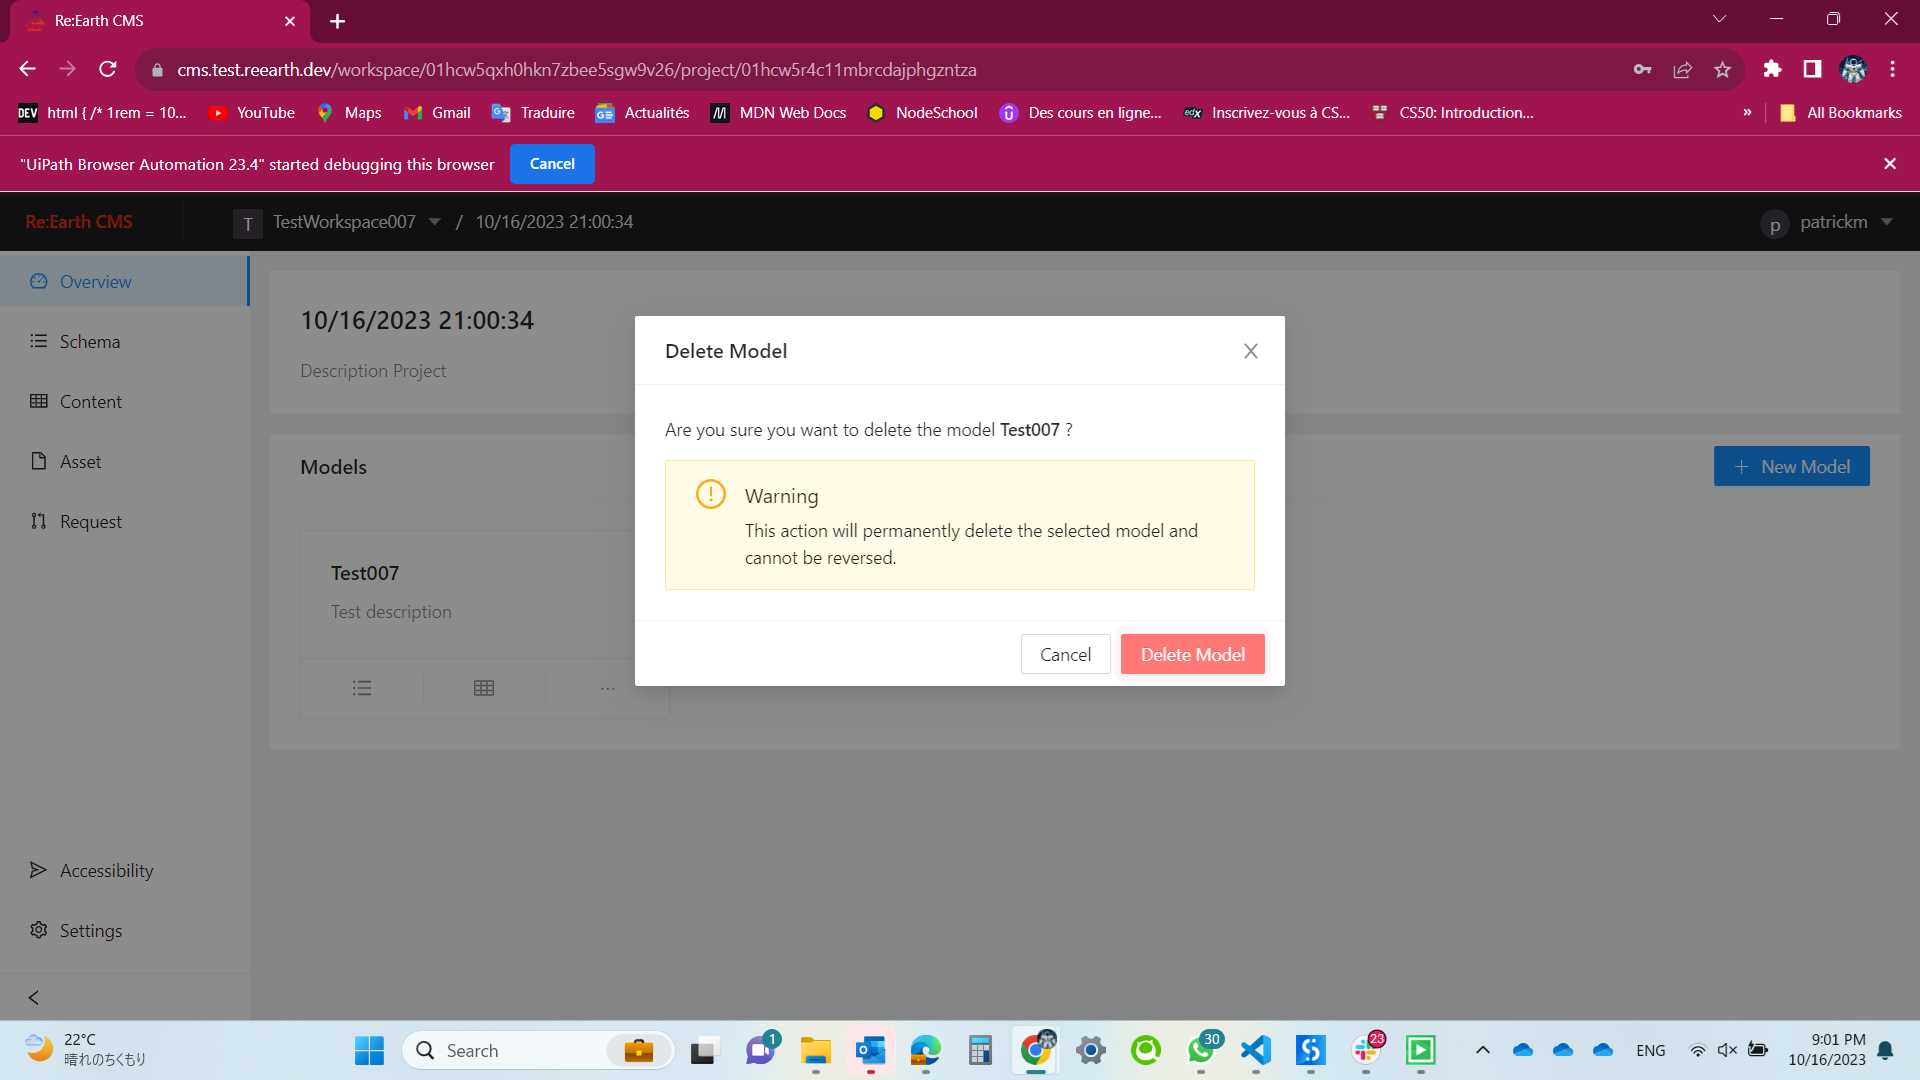 Re:Earth CMS
cms.test.reearth.dev/workspace/01hcw5qxh0hkn7zbee5sgw9v26/project/01hcw5r4c11mbrcdajphgzntza
DEV html { /* 1rem = 10... YouTube Maps Gmail Traduire Actualités MDN Web Docs NodeSchool Des cours en ligne... edX Inscrivez-vous à CS... CS50: Introduction... » All Bookmarks
"UiPath Browser Automation 23.4" started debugging this browser Cancel
Re:Earth CMS T TestWorkspace007 / 10/16/2023 21:00:34 p patrickm
Overview
Schema
Content
Asset
Request
Accessibility
Settings
10/16/2023 21:00:34
Description Project
Models
New Model
Test007
Test description
Delete Model
Are you sure you want to delete the model Test007 ?
Warning
This action will permanently delete the selected model and
cannot be reversed.
Cancel Delete Model
22°C
晴れのちくもり
Search
1
30
23
ENG
9:01 PM
10/16/2023